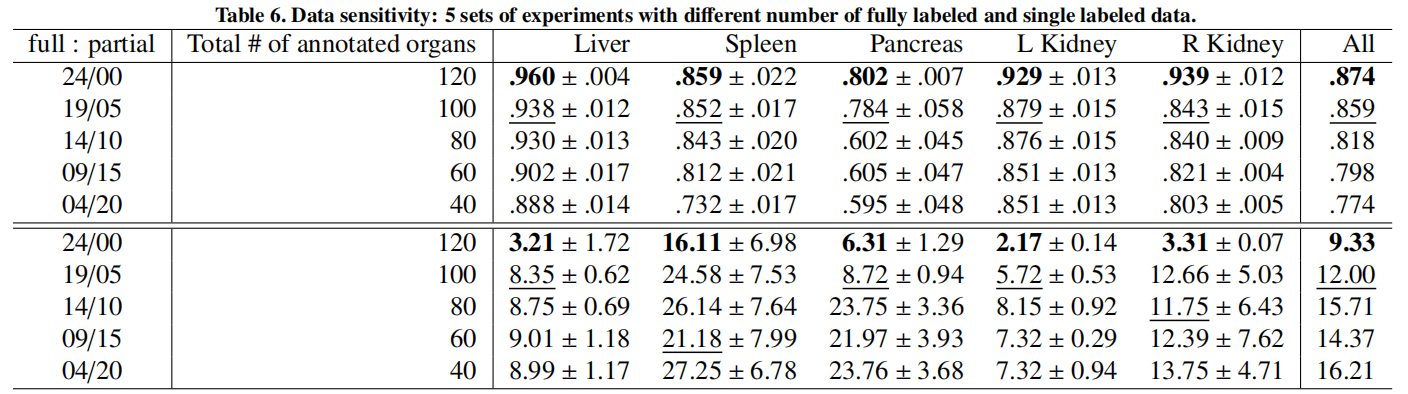 Table 6. Data sensitivity: 5 sets of experiments with different number of fully labeled and single labeled data.
full : partial Total # of annotated organs Liver Spleen Pancreas L Kidney R Kidney All
24/00 120 .960 ± .004 .859 ± .022 .802 ± .007 .929 ± .013 .939 ± .012 .874
19/05 100 .938 ± .012 .852 ± .017 .784 ± .058 .879 ± .015 .843 ± .015 .859
14/10 80 .930 ± .013 .843 ± .020 .602 ± .045 .876 ± .015 .840 ± .009 .818
09/15 60 .902 ± .017 .812 ± .021 .605 ± .047 .851 ± .013 .821 ± .004 .798
04/20 40 .888 ± .014 .732 ± .017 .595 ± .048 .851 ± .013 .803 ± .005 .774
24/00 120 3.21 ± 1.72 16.11 ± 6.98 6.31 ± 1.29 2.17 ± 0.14 3.31 ± 0.07 9.33
19/05 100 8.35 ± 0.62 24.58 ± 7.53 8.72 ± 0.94 5.72 ± 0.53 12.66 ± 5.03 12.00
14/10 80 8.75 ± 0.69 26.14 ± 7.64 23.75 ± 3.36 8.15 ± 0.92 11.75 ± 6.43 15.71
09/15 60 9.01 ± 1.18 21.18 ± 7.99 21.97 ± 3.93 7.32 ± 0.29 12.39 ± 7.62 14.37
04/20 40 8.99 ± 1.17 27.25 ± 6.78 23.76 ± 3.68 7.32 ± 0.94 13.75 ± 4.71 16.21